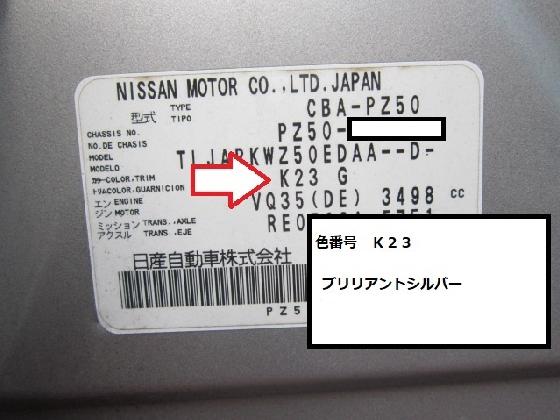 NISSAN MOTOR CO.,LTD.JAPAN
型式 TYPE TIPO CBA-PZ50
CHASSIS NO. NO.DE CHASIS PZ50-
MODEL MODELO
カラー COLOR,TRIM トリム COLOR,GUARNICION K23 G
エンジン ENGINE MOTOR VQ35(DE) 3498 cc
ミッション TRANS. AXLE アクスル TRANS. EJE
日産自動車株式会社
PZ5
色番号 K23
ブリリアントシルバー